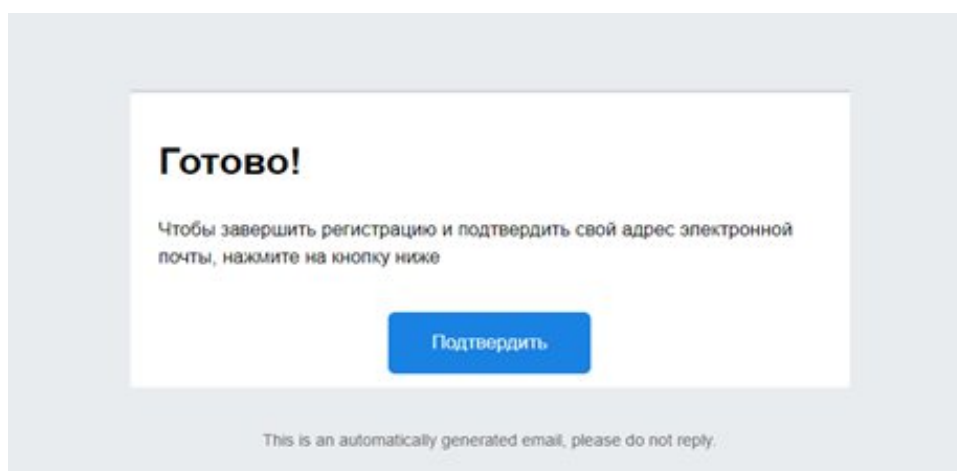 Готово!
Чтобы завершить регистрацию и подтвердить свой адрес электронной
почты, нажмите на кнопку ниже
Подтвердить
This is an automatically generated email, please do not reply.